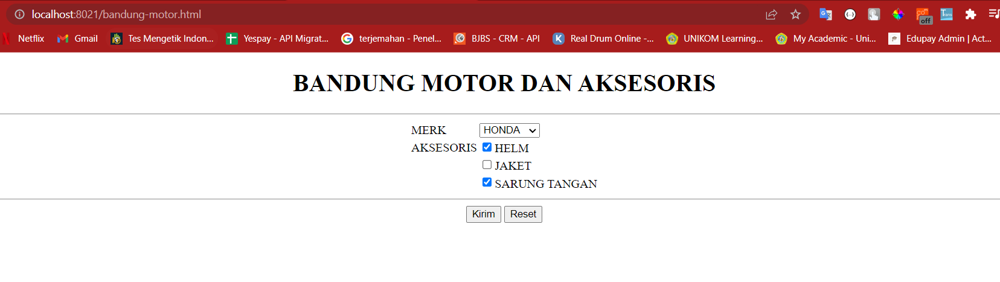 localhost:8021/bandung-motor.html
off
Netflix Gmail Tes Mengetik Indon... Yespay - API Migrat... terjemahan - Penel... BJBS - CRM - API Real Drum Online -... UNIKOM Learning... My Academic - Uni... Edupay Admin | Act...
BANDUNG MOTOR DAN AKSESORIS
MERK HONDA
AKSESORIS HELM
JAKET
SARUNG TANGAN
Kirim Reset